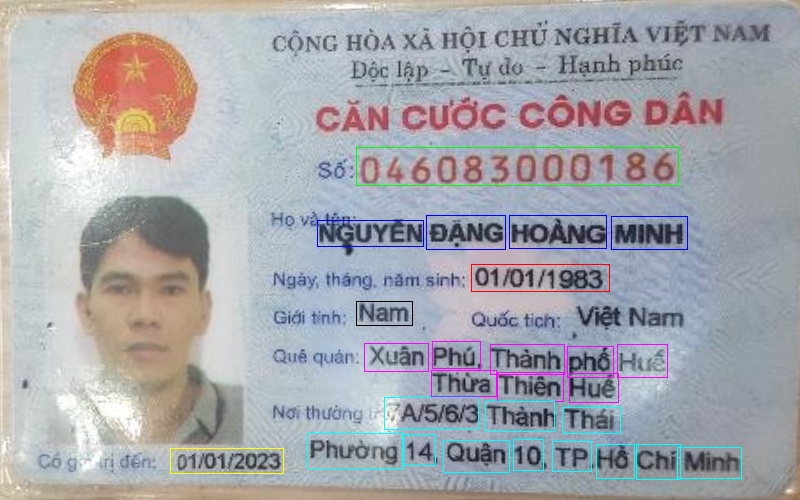 CỘNG HÒA XÃ HỘI CHỦ NGHĨA VIỆT NAM
Độc lập - Tự do - Hạnh phúc
CĂN CƯỚC CÔNG DÂN
Số: 046083000186
Họ và tên:
NGUYỄN ĐẶNG HOÀNG MINH
Ngày, tháng, năm sinh: 01/01/1983
Giới tính: Nam Quốc tịch: Việt Nam
Quê quán: Xuân Phú, Thành phố Huế
Thừa Thiên Huế
Nơi thường A/5/6/3 Thành Thái
Phường 14, Quận 10, TP.Hồ Chí Minh
Có giá trị đến: 01/01/2023